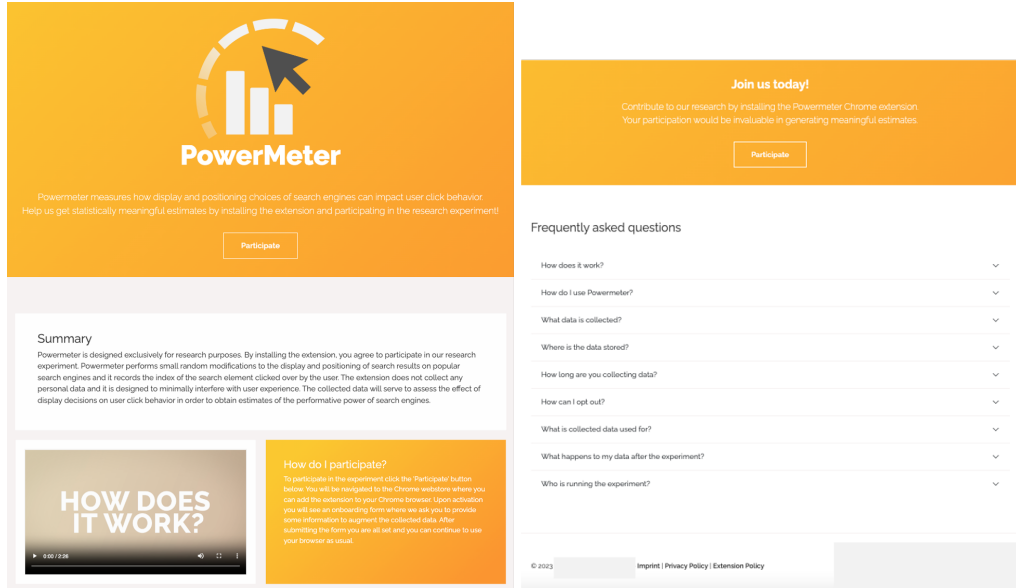 PowerMeter
Powermeter measures how display and positioning choices of search engines can impact user click behavior.
Help us get statistically meaningful estimates by installing the extension and participating in the research experiment!
Participate
Summary
Powermeter is designed exclusively for research purposes. By installing the extension, you agree to participate in our research
experiment. Powermeter performs small random modifications to the display and positioning of search results on popular
search engines and it records the index of the search element clicked over by the user. The extension does not collect any
personal data and it is designed to minimally interfere with user experience. The collected data will serve to assess the effect of
display decisions on user click behavior in order to obtain estimates of the performative power of search engines.
HOW DOES
IT WORK?
0:00 / 2:28
How do I participate?
To participate in the experiment click the 'Participate' button
below. You will be nevigated to the Chrome webstore where you
can add the extension to your Chrome browser. Upon activation
you will see an onboarding form where we ask you to provide
some information to augment the collected data. After
submitting the form you are all set and you can continue to use
your browser as usual.
Join us today!
Contribute to our research by installing the Powermeter Chrome extension.
Your participation would be invaluable in generating meaningful estimates.
Participate
Frequently asked questions
How does it work?
How do I use Powermeter?
What data is collected?
Where is the data stored?
How long are you collecting data?
How can I opt out?
What is collected data used for?
What happens to my data after the experiment?
Who is running the experiment?
© 2023 Imprint | Privacy Policy | Extension Policy